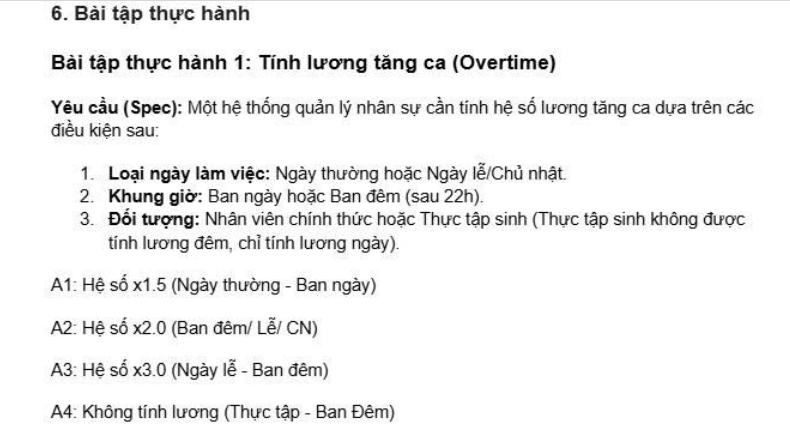 6. Bài tập thực hành
Bài tập thực hành 1: Tính lương tăng ca (Overtime)
Yêu cầu (Spec): Một hệ thống quản lý nhân sự cần tính hệ số lương tăng ca dựa trên các
điều kiện sau:
1. Loại ngày làm việc: Ngày thường hoặc Ngày lễ/Chủ nhật.
2. Khung giờ: Ban ngày hoặc Ban đêm (sau 22h).
3. Đối tượng: Nhân viên chính thức hoặc Thực tập sinh (Thực tập sinh không được
tính lương đêm, chỉ tính lương ngày).
A1: Hệ số x1.5 (Ngày thường - Ban ngày)
A2: Hệ số x2.0 (Ban đêm/ Lễ/ CN)
A3: Hệ số x3.0 (Ngày lễ - Ban đêm)
A4: Không tính lương (Thực tập - Ban Đêm)